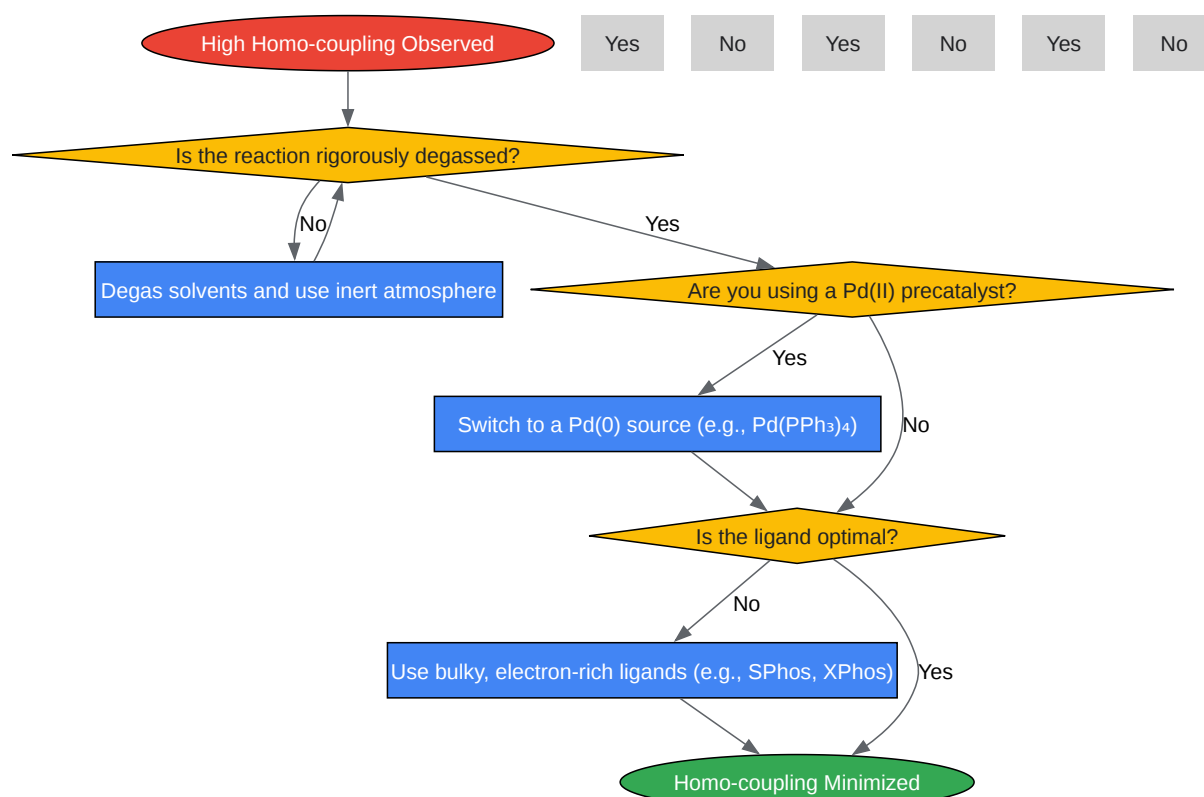 High Homo-coupling Observed
Yes
No
Yes
No
Yes
No
Is the reaction rigorously degassed?
No
Yes
Degas solvents and use inert atmosphere
Are you using a Pd(II) precatalyst?
Yes
Switch to a Pd(0) source (e.g., Pd(PPh₃)₄)
No
Is the ligand optimal?
No
Use bulky, electron-rich ligands (e.g., SPhos, XPhos)
Yes
Homo-coupling Minimized